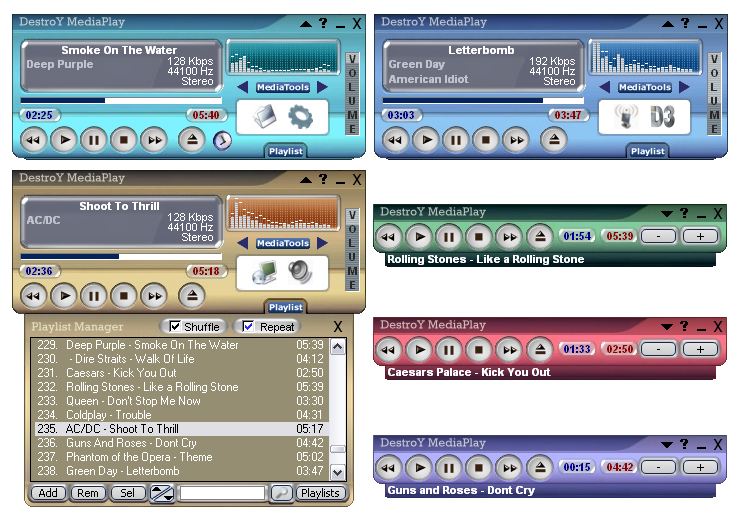 DestroY MediaPlay ? _ X
Smoke On The Water
Deep Purple 128 Kbps
44100 Hz
Stereo
MediaTools
VOLUME
02:25 05:40
Playlist
DestroY MediaPlay ? _ X
Letterbomb
Green Day 192 Kbps
American Idiot 44100 Hz
Stereo
MediaTools
VOLUME
D3
03:03 03:47
Playlist
DestroY MediaPlay ? _ X
Shoot To Thrill
AC/DC 128 Kbps
44100 Hz
Stereo
MediaTools
VOLUME
02:36 05:18
Playlist
Playlist Manager Shuffle Repeat X
229. Deep Purple - Smoke On The Water 05:39
230. - Dire Straits - Walk Of Life 04:12
231. Caesars - Kick You Out 02:50
232. Rolling Stones - Like a Rolling Stone 05:39
233. Queen - Don't Stop Me Now 03:30
234. Coldplay - Trouble 04:31
235. AC/DC - Shoot To Thrill 05:17
236. Guns And Roses - Dont Cry 04:42
237. Phantom of the Opera - Theme 05:02
238. Green Day - Letterbomb 03:47
Add Rem Sel Playlists
DestroY MediaPlay ? _ X
01:54 05:39 - +
Rolling Stones - Like a Rolling Stone
DestroY MediaPlay ? _ X
01:33 02:50 - +
Caesars Palace - Kick You Out
DestroY MediaPlay ? _ X
00:15 04:42 - +
Guns and Roses - Dont Cry